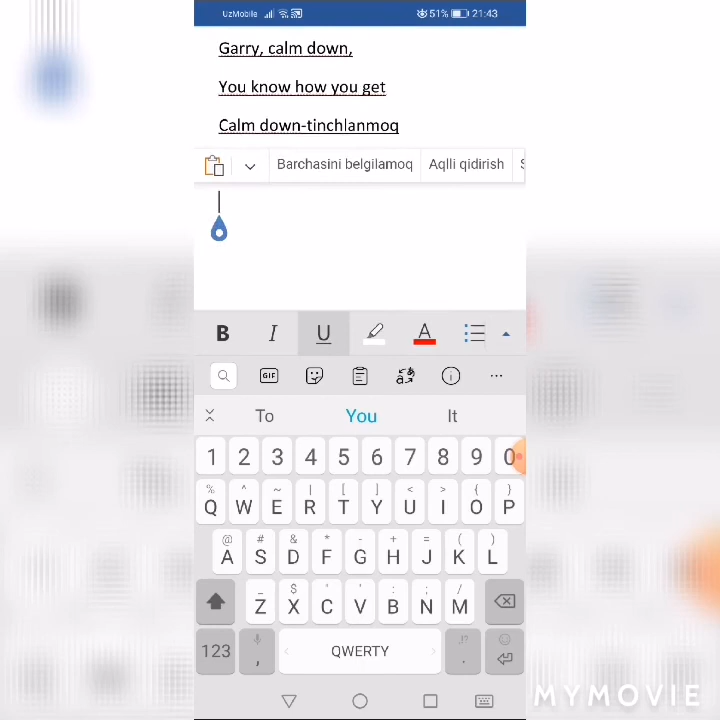 UzMobile 51% 21:43
Garry, calm down,
You know how you get
Calm down-tinchlanmoq
Barchasini belgilamoq Aqlli qidirish
B I U A
GIF
To You It
1 2 3 4 5 6 7 8 9 0
% ^ ~ | [ ] < > { }
Q W E R T Y U I O P
@ # & * - + = ( )
A S D F G H J K L
_ $ " ' : ; /
Z X C V B N M
123 , QWERTY .
MYMOVIE